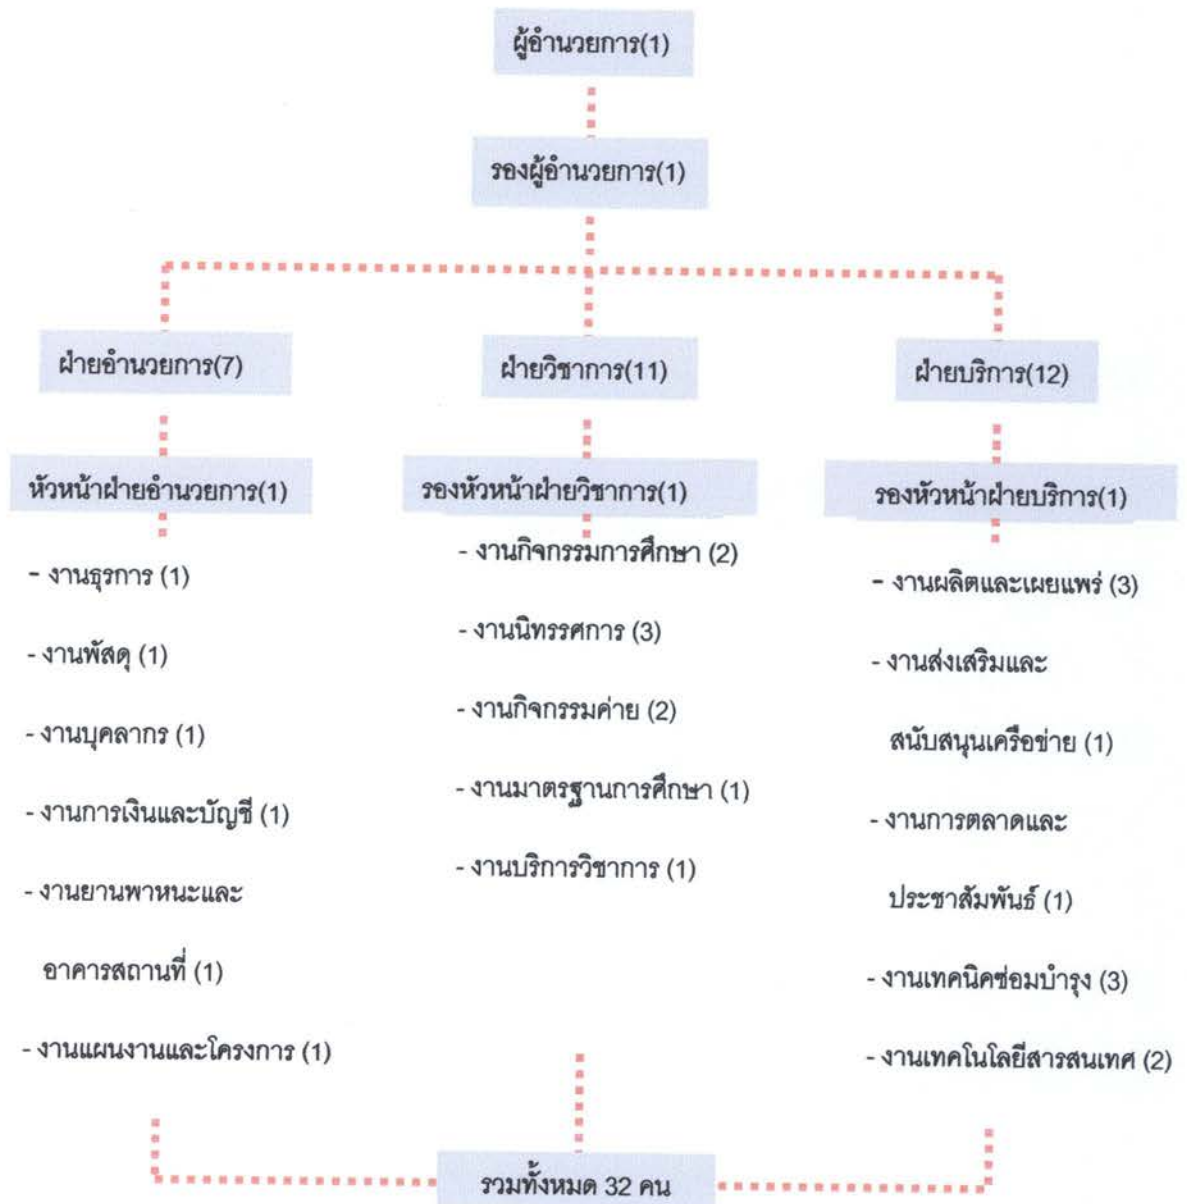 ผู้อำนวยการ(1)
รองผู้อำนวยการ(1)
ฝ่ายอำนวยการ(7)
ฝ่ายวิชาการ(11)
ฝ่ายบริการ(12)
หัวหน้าฝ่ายอำนวยการ(1)
- งานธุรการ (1)
- งานพัสดุ (1)
- งานบุคลากร (1)
- งานการเงินและบัญชี (1)
- งานยานพาหนะและ
อาคารสถานที่ (1)
- งานแผนงานและโครงการ (1)
รองหัวหน้าฝ่ายวิชาการ(1)
- งานกิจกรรมการศึกษา (2)
- งานนิทรรศการ (3)
- งานกิจกรรมค่าย (2)
- งานมาตรฐานการศึกษา (1)
- งานบริการวิชาการ (1)
รองหัวหน้าฝ่ายบริการ(1)
- งานผลิตและเผยแพร่ (3)
- งานส่งเสริมและ
สนับสนุนเครือข่าย (1)
- งานการตลาดและ
ประชาสัมพันธ์ (1)
- งานเทคนิคซ่อมบำรุง (3)
- งานเทคโนโลยีสารสนเทศ (2)
รวมทั้งหมด 32 คน